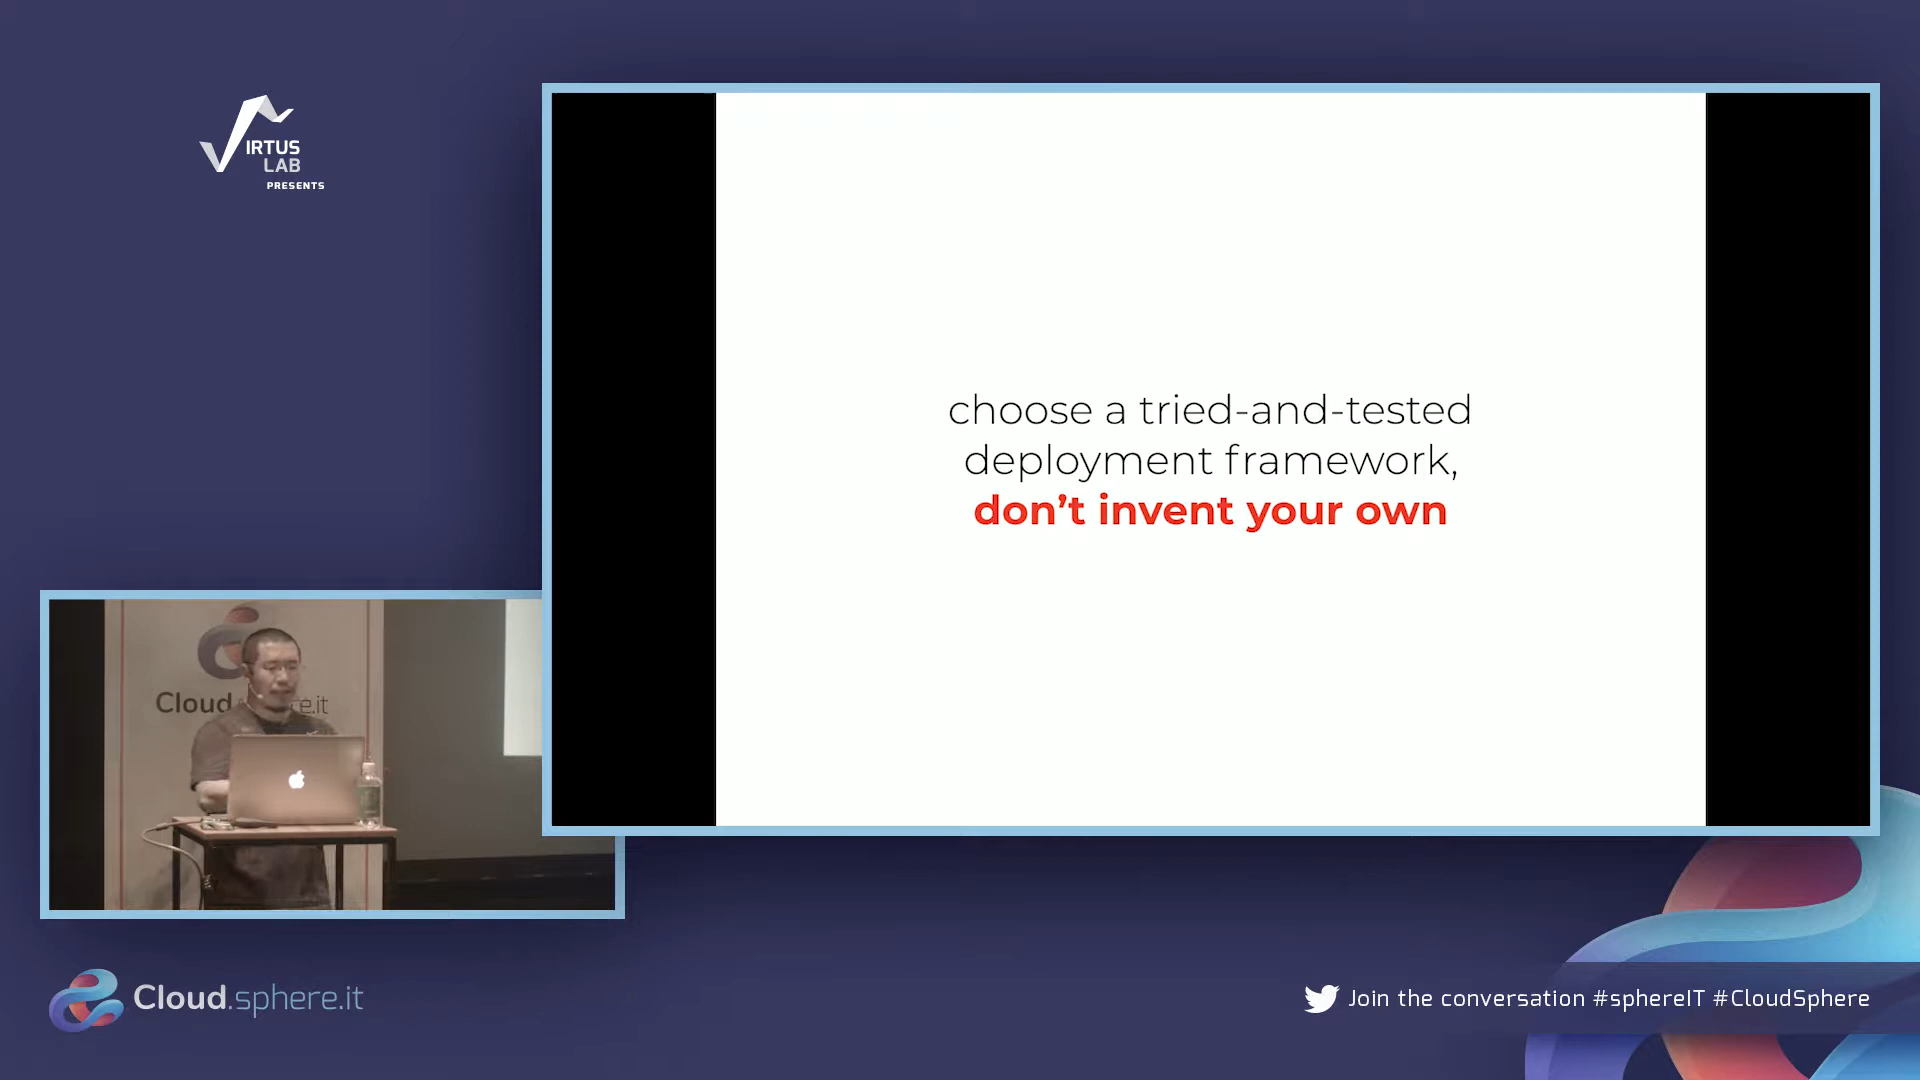 IRTUS
LAB
PRESENTS
choose a tried-and-tested
deployment framework,
don’t invent your own
Cloud
re.it
Cloud.sphere.it
Join the conversation #sphereIT #CloudSphere